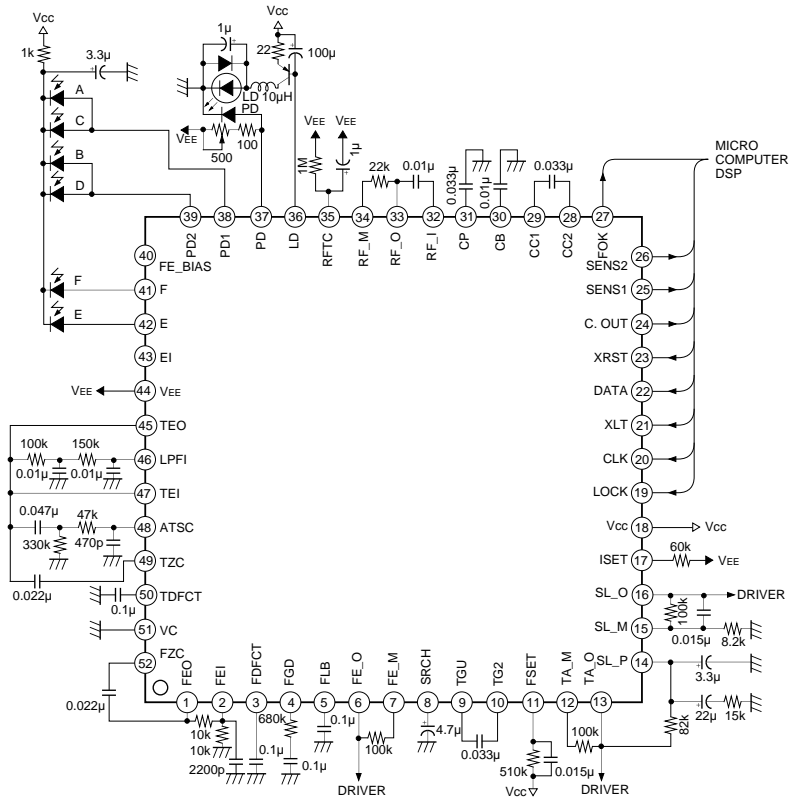 Vcc
1k
3.3μ
A
C
B
D
F
E
1μ
22
Vcc
100μ
LD
10μH
PD
VEE
500
100
VEE
VEE
1M
1μ
22k
0.01μ
0.033μ
0.01μ
0.033μ
MICRO
COMPUTER
DSP
39
38
37
36
35
34
33
32
31
30
29
28
27
PD2
PD1
PD
LD
RFTC
RF_M
RF_O
RF_I
CP
CB
CC1
CC2
FOK
40
FE_BIAS
41
F
42
E
43
EI
VEE
44
VEE
45
TEO
100k
150k
46
LPFI
0.01μ
0.01μ
47
TEI
0.047μ
47k
48
ATSC
330k
470p
49
TZC
0.022μ
50
TDFCT
0.1μ
51
VC
52
FZC
26
SENS2
25
SENS1
24
C. OUT
23
XRST
22
DATA
21
XLT
20
CLK
19
LOCK
Vcc
18
Vcc
ISET
17
60k
VEE
SL_O
16
DRIVER
100k
0.015μ
SL_M
15
8.2k
SL_P
14
3.3μ
22μ
15k
82k
FEO
FEI
FDFCT
FGD
FLB
FE_O
FE_M
SRCH
TGU
TG2
FSET
TA_M
TA_O
1
2
3
4
5
6
7
8
9
10
11
12
13
0.022μ
10k
10k
2200p
0.1μ
680k
0.1μ
0.1μ
100k
DRIVER
4.7μ
0.033μ
510k
0.015μ
Vcc
100k
DRIVER